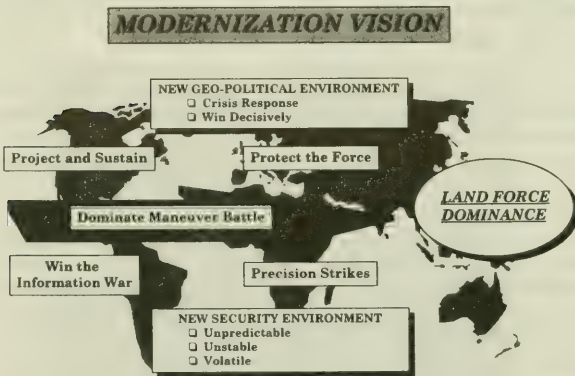 MODERNIZATION VISION
NEW GEO-POLITICAL ENVIRONMENT
❑ Crisis Response
❑ Win Decisively
Project and Sustain
Protect the Force
LAND FORCE
DOMINANCE
Dominate Maneuver Battle
Win the
Information War
Precision Strikes
NEW SECURITY ENVIRONMENT
❑ Unpredictable
❑ Unstable
❑ Volatile